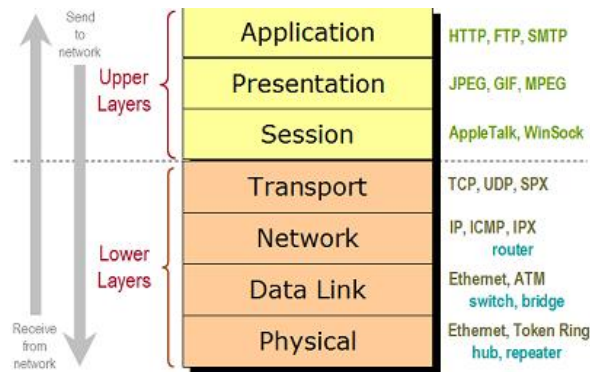 Send
to
network
Upper
Layers
Application
HTTP, FTP, SMTP
Presentation
JPEG, GIF, MPEG
Session
AppleTalk, WinSock
Lower
Layers
Transport
TCP, UDP, SPX
Network
IP, ICMP, IPX
router
Data Link
Ethernet, ATM
switch, bridge
Physical
Ethernet, Token Ring
hub, repeater
Receive
from
network